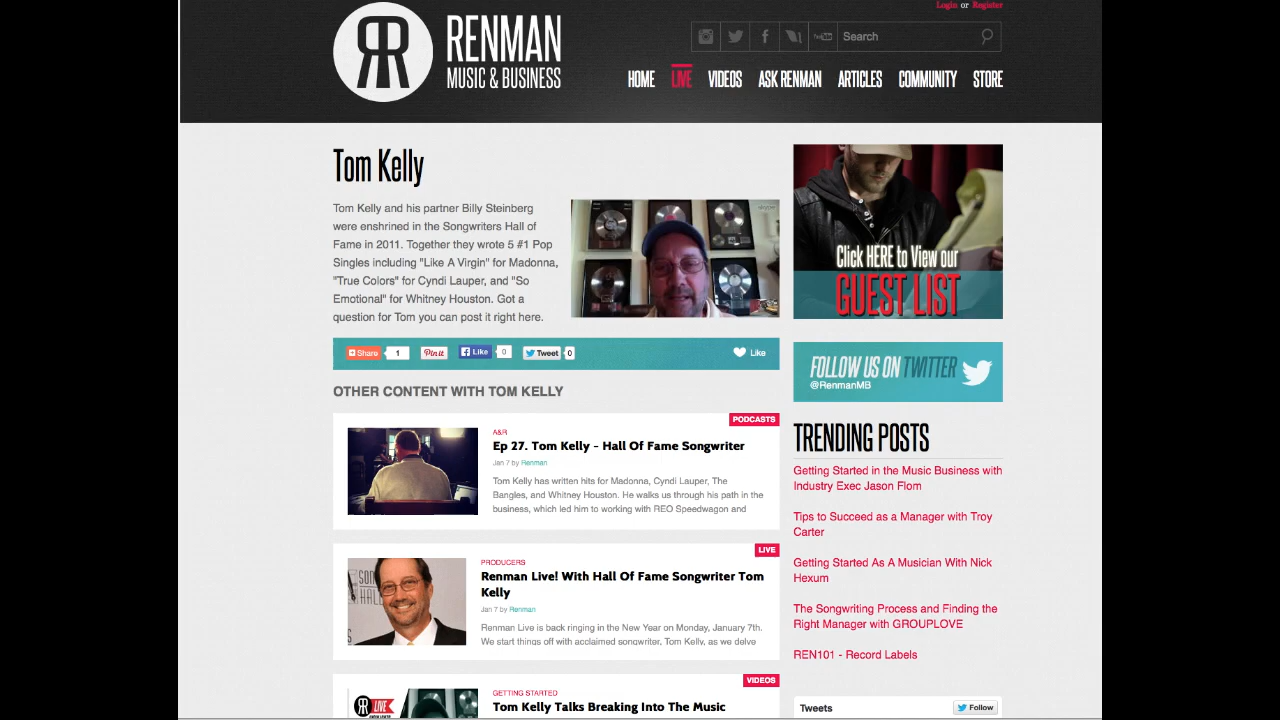 Login or Register
RENMAN
MUSIC & BUSINESS
Search
HOME LIVE VIDEOS ASK RENMAN ARTICLES COMMUNITY STORE
Tom Kelly
Tom Kelly and his partner Billy Steinberg
were enshrined in the Songwriters Hall of
Fame in 2011. Together they wrote 5 #1 Pop
Singles including "Like A Virgin" for Madonna,
"True Colors" for Cyndi Lauper, and "So
Emotional" for Whitney Houston. Got a
question for Tom you can post it right here.
Share 1 Pin it Like 0 Tweet 0 Like
OTHER CONTENT WITH TOM KELLY
PODCASTS
A&R
Ep 27. Tom Kelly – Hall Of Fame Songwriter
Jan 7 by Renman
Tom Kelly has written hits for Madonna, Cyndi Lauper, The
Bangles, and Whitney Houston. He walks us through his path in the
business, which led him to working with REO Speedwagon and
LIVE
PRODUCERS
Renman Live! With Hall Of Fame Songwriter Tom
Kelly
Jan 7 by Renman
Renman Live is back ringing in the New Year on Monday, January 7th.
We start things off with acclaimed songwriter, Tom Kelly, as we delve
VIDEOS
LIVE
GETTING STARTED
Tom Kelly Talks Breaking Into The Music
Click HERE to View our
GUEST LIST
FOLLOW US ON TWITTER
@RenmanMB
TRENDING POSTS
Getting Started in the Music Business with
Industry Exec Jason Flom
Tips to Succeed as a Manager with Troy
Carter
Getting Started As A Musician With Nick
Hexum
The Songwriting Process and Finding the
Right Manager with GROUPLOVE
REN101 - Record Labels
Tweets Follow